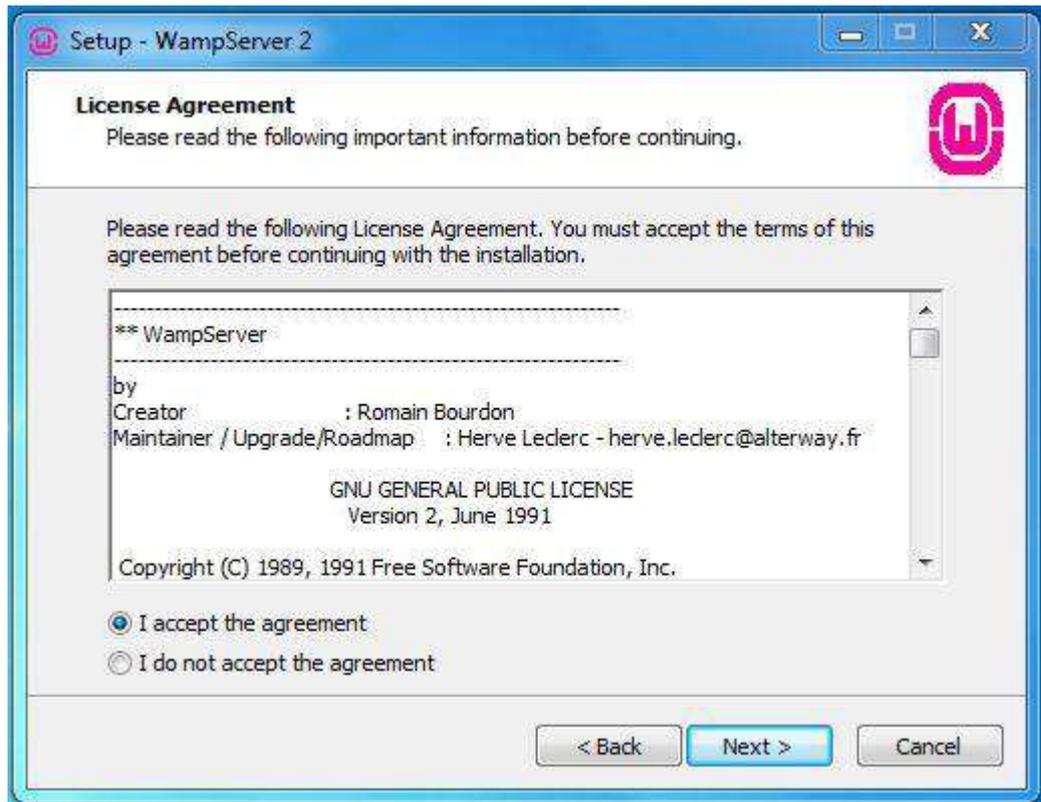 Setup - WampServer 2
License Agreement
Please read the following important information before continuing.
Please read the following License Agreement. You must accept the terms of this
agreement before continuing with the installation.
------------------------------------------------------------
** WampServer
------------------------------------------------------------
by
Creator : Romain Bourdon
Maintainer / Upgrade/Roadmap : Herve Leclerc - herve.leclerc@alterway.fr
GNU GENERAL PUBLIC LICENSE
Version 2, June 1991
Copyright (C) 1989, 1991 Free Software Foundation, Inc.
I accept the agreement
I do not accept the agreement
< Back Next > Cancel